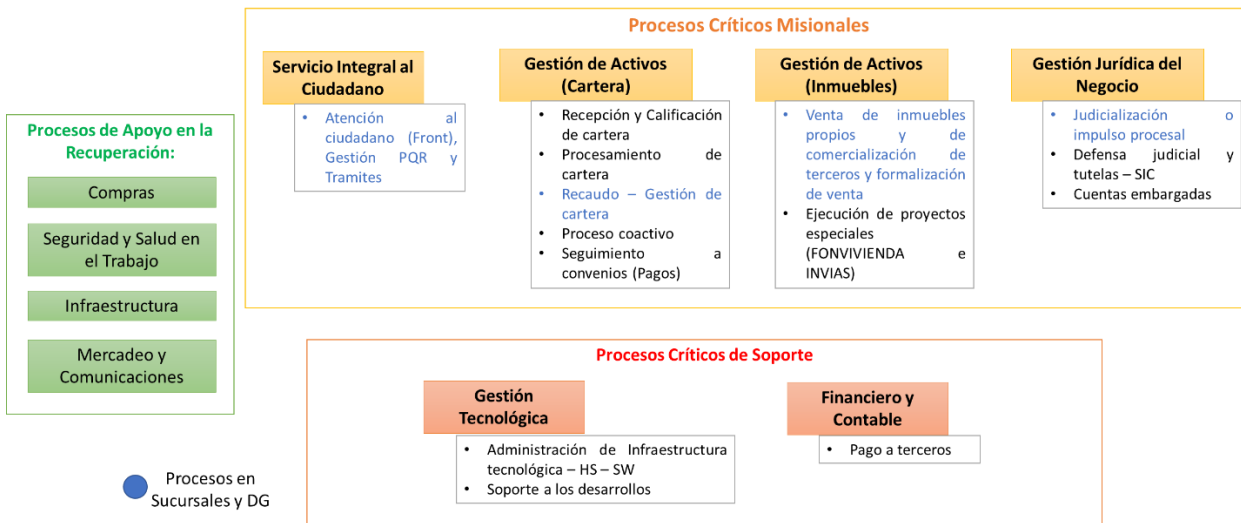 Procesos Críticos Misionales
Servicio Integral al
Ciudadano
• Atención al
ciudadano (Front),
Gestión PQR y
Tramites
Gestión de Activos
(Cartera)
• Recepción y Calificación
de cartera
• Procesamiento de
cartera
• Recaudo – Gestión de
cartera
• Proceso coactivo
• Seguimiento a
convenios (Pagos)
Gestión de Activos
(Inmuebles)
• Venta de inmuebles
propios y de
comercialización de
terceros y formalización
de venta
• Ejecución de proyectos
especiales
(FONVIVIENDA e
INVIAS)
Gestión Jurídica del
Negocio
• Judicialización o
impulso procesal
• Defensa judicial y
tutelas – SIC
• Cuentas embargadas
Procesos de Apoyo en la
Recuperación:
Compras
Seguridad y Salud en
el Trabajo
Infraestructura
Mercadeo y
Comunicaciones
Procesos Críticos de Soporte
Gestión
Tecnológica
• Administración de Infraestructura
tecnológica – HS – SW
• Soporte a los desarrollos
Financiero y
Contable
• Pago a terceros
Procesos en
Sucursales y DG